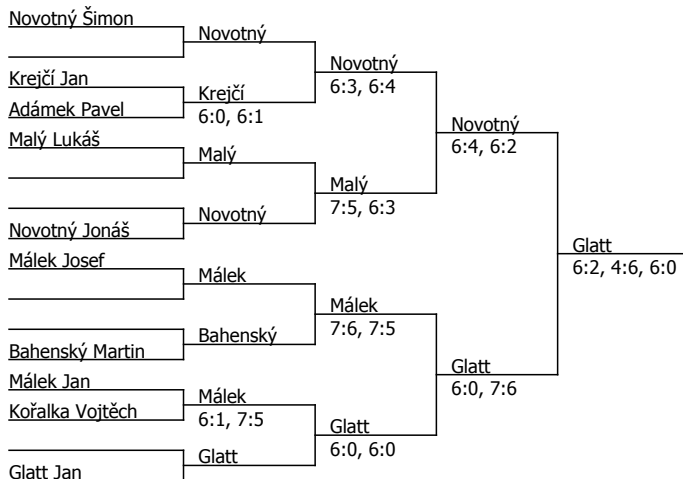 Novotný Šimon
Novotný
Novotný
6:3, 6:4
Krejčí Jan
Krejčí
6:0, 6:1
Adámek Pavel
Novotný
6:4, 6:2
Malý Lukáš
Malý
Malý
7:5, 6:3
Novotný
Novotný Jonáš
Glatt
6:2, 4:6, 6:0
Málek Josef
Málek
Málek
7:6, 7:5
Bahenský
Bahenský Martin
Glatt
6:0, 7:6
Málek Jan
Málek
6:1, 7:5
Kořalka Vojtěch
Glatt
6:0, 6:0
Glatt
Glatt Jan